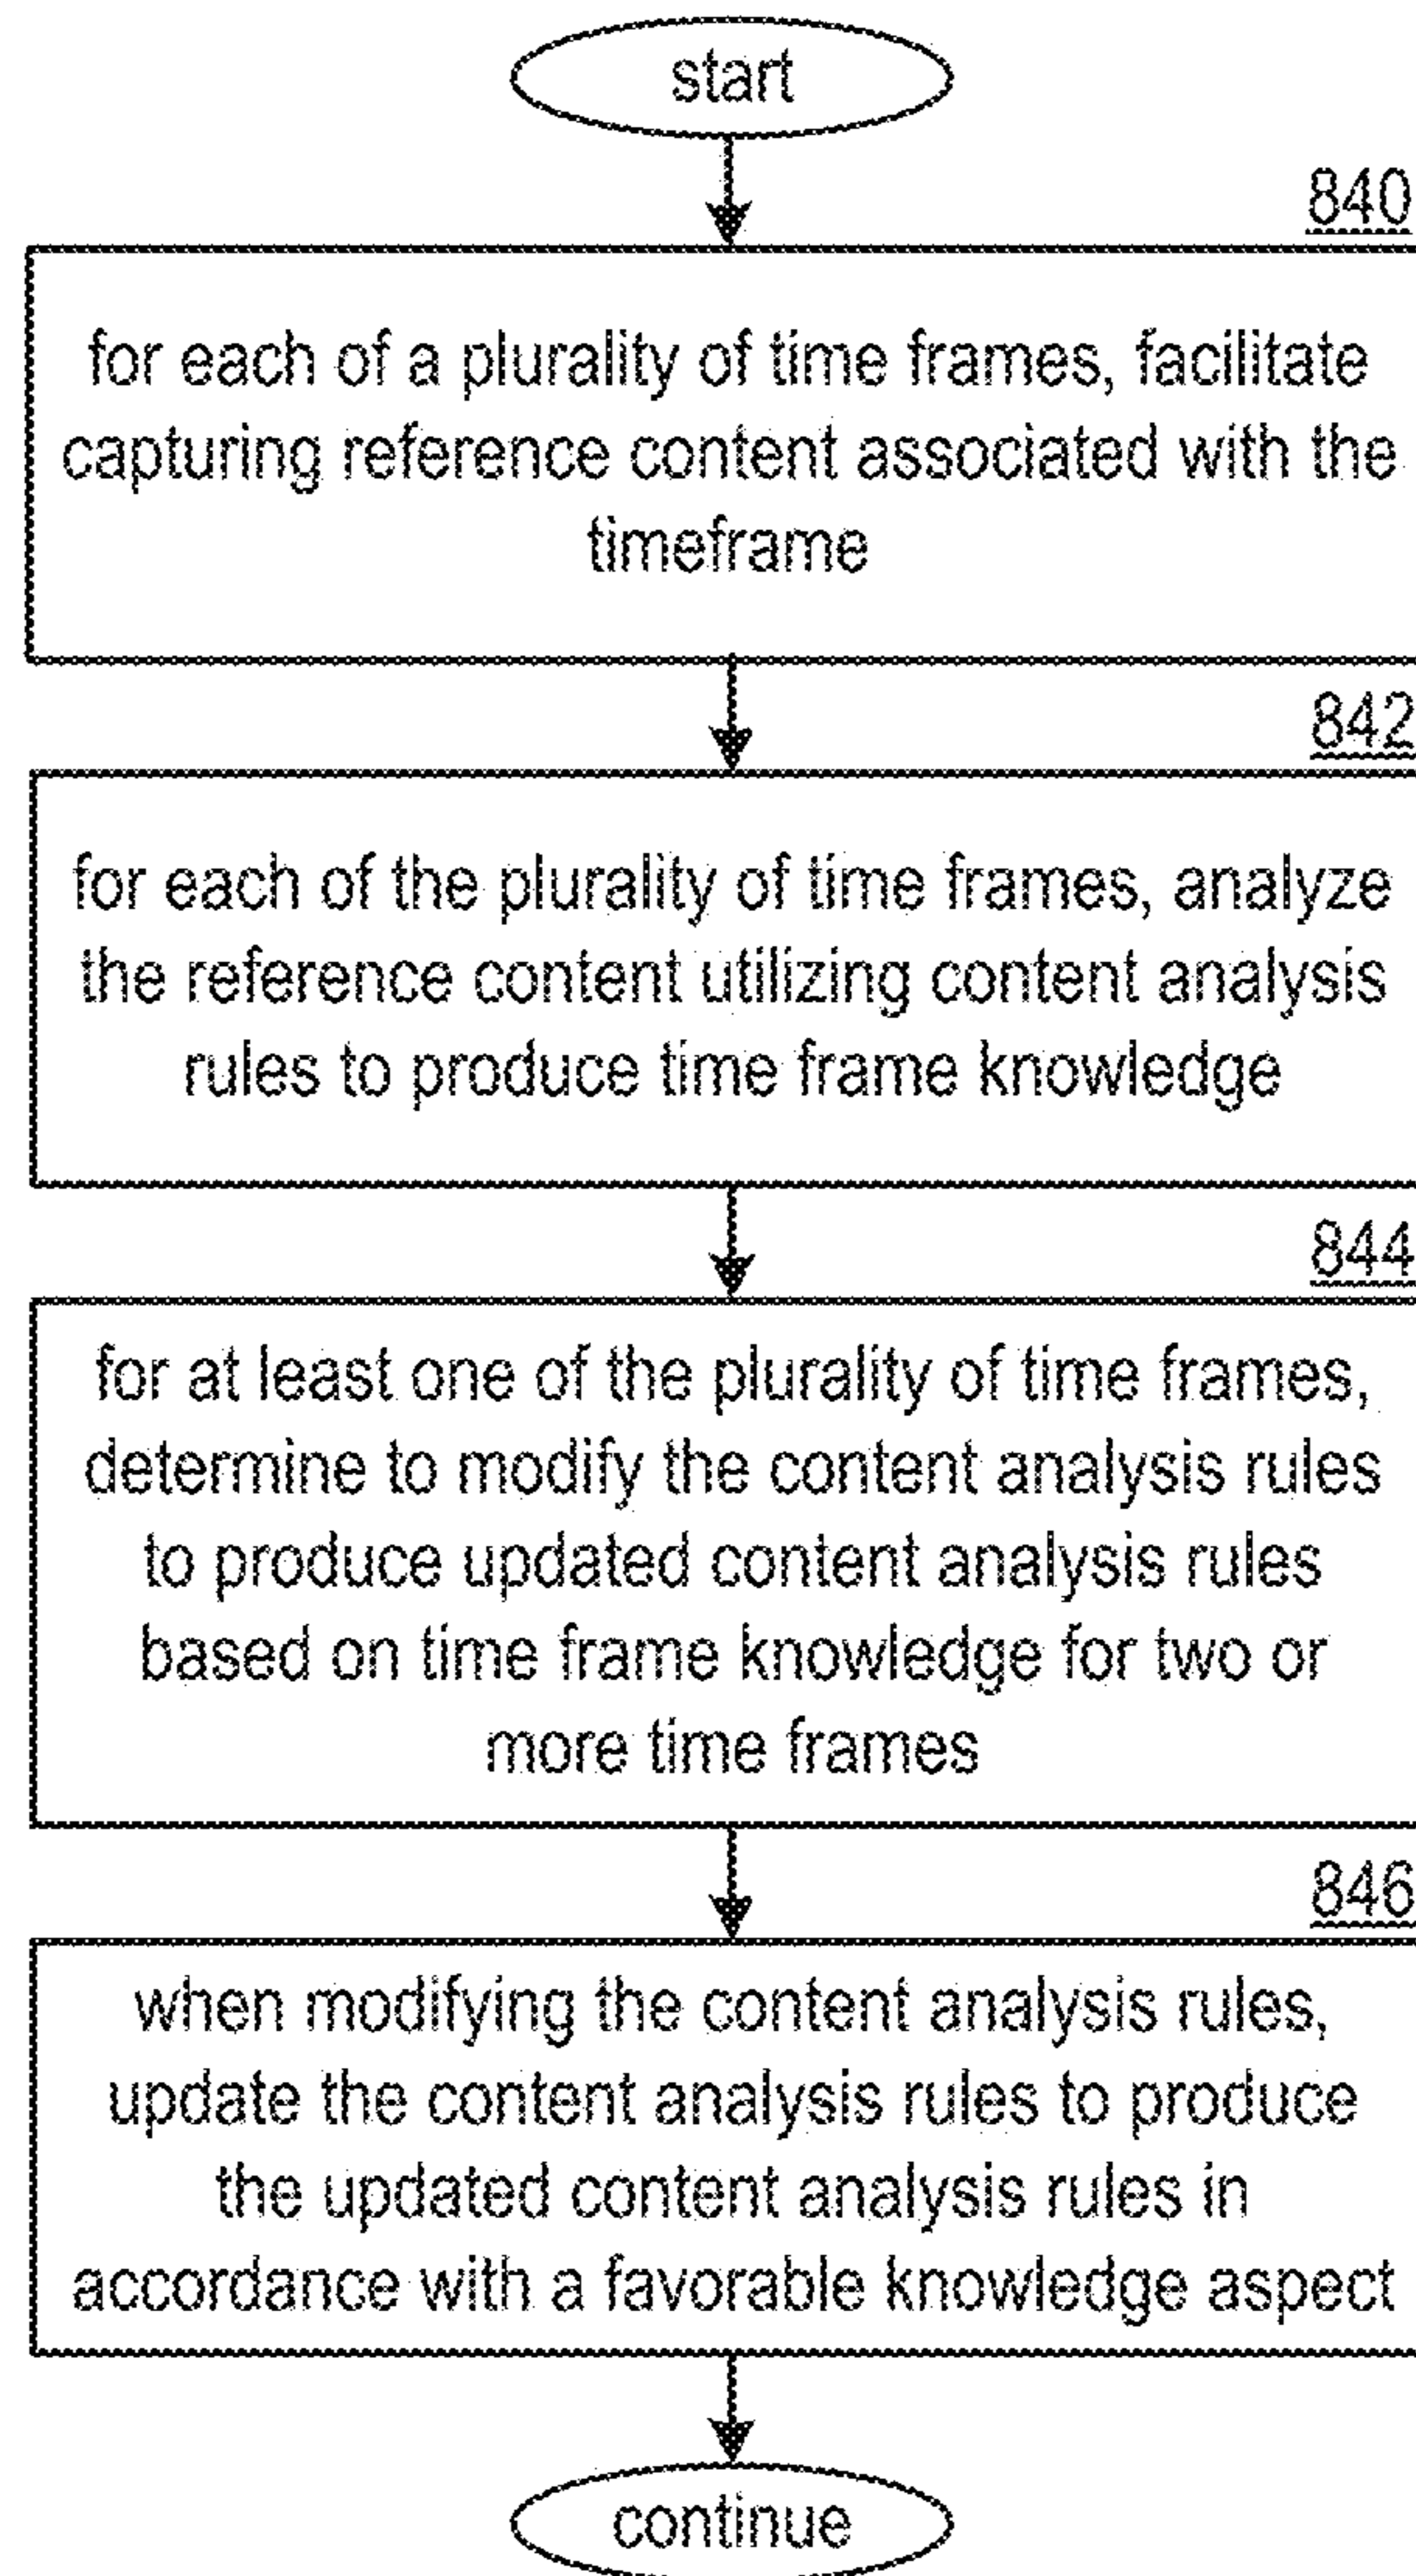 start
840
for each of a plurality of time frames, facilitate
capturing reference content associated with the
timeframe
842
for each of the plurality of time frames, analyze
the reference content utilizing content analysis
rules to produce time frame knowledge
844
for at least one of the plurality of time frames,
determine to modify the content analysis rules
to produce updated content analysis rules
based on time frame knowledge for two or
more time frames
846
when modifying the content analysis rules,
update the content analysis rules to produce
the updated content analysis rules in
accordance with a favorable knowledge aspect
continue